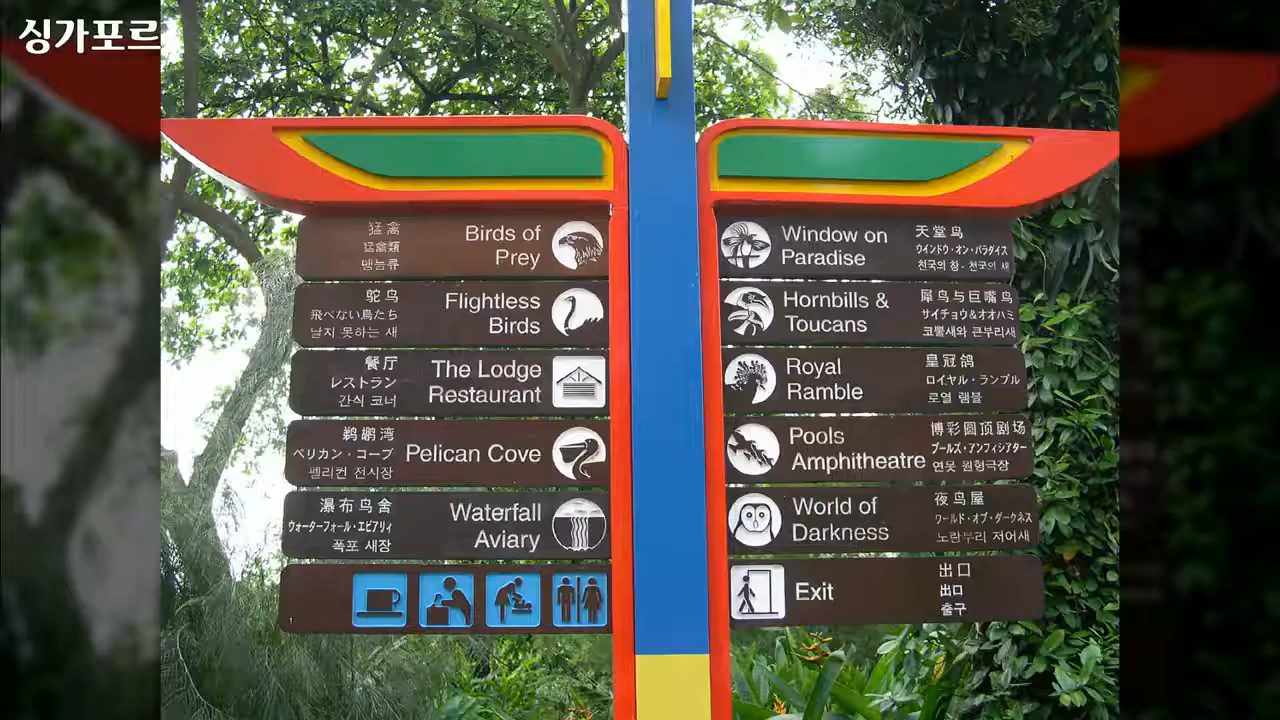 싱가포르
猛禽
猛禽類
맹금류
Birds of
Prey
鸵鸟
飛べない鳥たち
날지 못하는 새
Flightless
Birds
餐厅
レストラン
간식 코너
The Lodge
Restaurant
鹈鹕湾
ペリカン・コーブ
펠리컨 전시장
Pelican Cove
瀑布鸟舍
ウォーターフォール・エビアリィ
폭포 새장
Waterfall
Aviary
Window on
Paradise
天堂鸟
ウインドウ・オン・パラダイス
천국의 창·천국의 새
Hornbills &
Toucans
犀鸟与巨嘴鸟
サイチョウ&オオハミ
코뿔새와 큰부리새
Royal
Ramble
皇冠鸽
ロイヤル・ランブル
로열 램블
Pools
Amphitheatre
博彩圆顶剧场
プールズ・アンフィシアター
연못 원형극장
World of
Darkness
夜鸟屋
ワールド・オブ・ダークネス
노란부리 저어새
Exit
出口
出口
출구